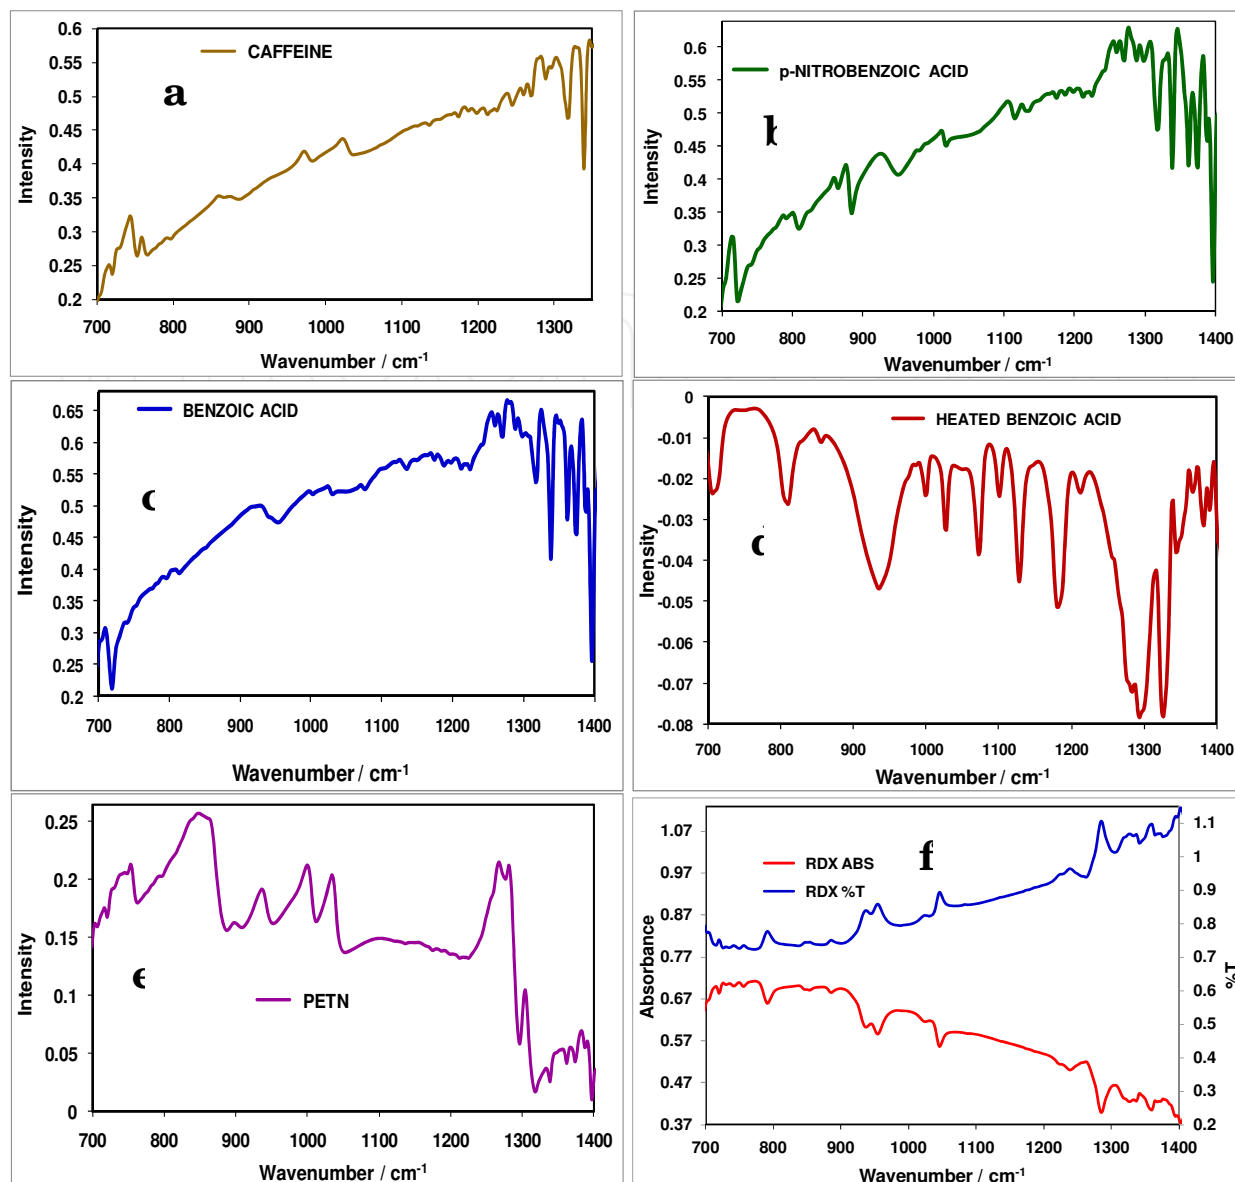 CAFFEINE
a
0.6
0.55
0.5
0.45
0.4
0.35
0.3
0.25
0.2
Intensity
700 800 900 1000 1100 1200 1300
Wavenumber / cm-1
p-NITROBENZOIC ACID
0.6
0.55
0.5
0.45
0.4
0.35
0.3
0.25
0.2
Intensity
700 800 900 1000 1100 1200 1300 1400
Wavenumber / cm-1
BENZOIC ACID
0.65
0.6
0.55
0.5
0.45
0.4
0.35
0.3
0.25
0.2
Intensity
700 800 900 1000 1100 1200 1300 1400
Wavenumber / cm-1
HEATED BENZOIC ACID
0
-0.01
-0.02
-0.03
-0.04
-0.05
-0.06
-0.07
-0.08
Inensity
700 800 900 1000 1100 1200 1300 1400
Wavenumber / cm-1
0.25
0.2
0.15
0.1
0.05
0
Intensity
e
PETN
700 800 900 1000 1100 1200 1300 1400
Wavenumber / cm-1
f
RDX ABS
RDX %T
1.07
0.97
0.87
0.77
0.67
0.57
0.47
0.37
Absorbance
1.1
1
0.9
0.8
0.7
0.6
0.5
0.4
0.3
0.2
%T
700 800 900 1000 1100 1200 1300 1400
Wavenumber / cm-1